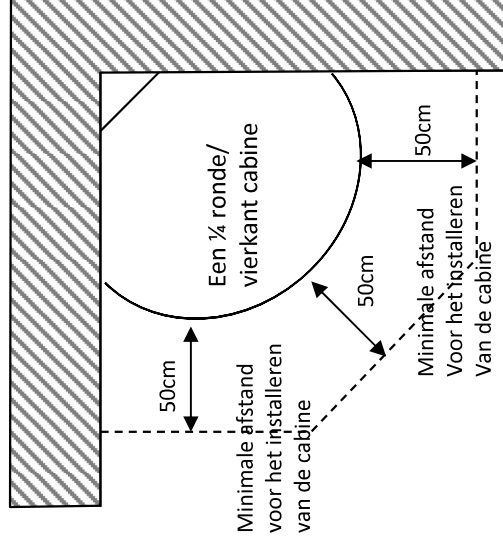 Een ¼ ronde/
vierkant cabine
50cm
50cm
50cm
Minimale afstand
voor het installeren
van de cabine
Minimale afstand
Voor het installeren
Van de cabine